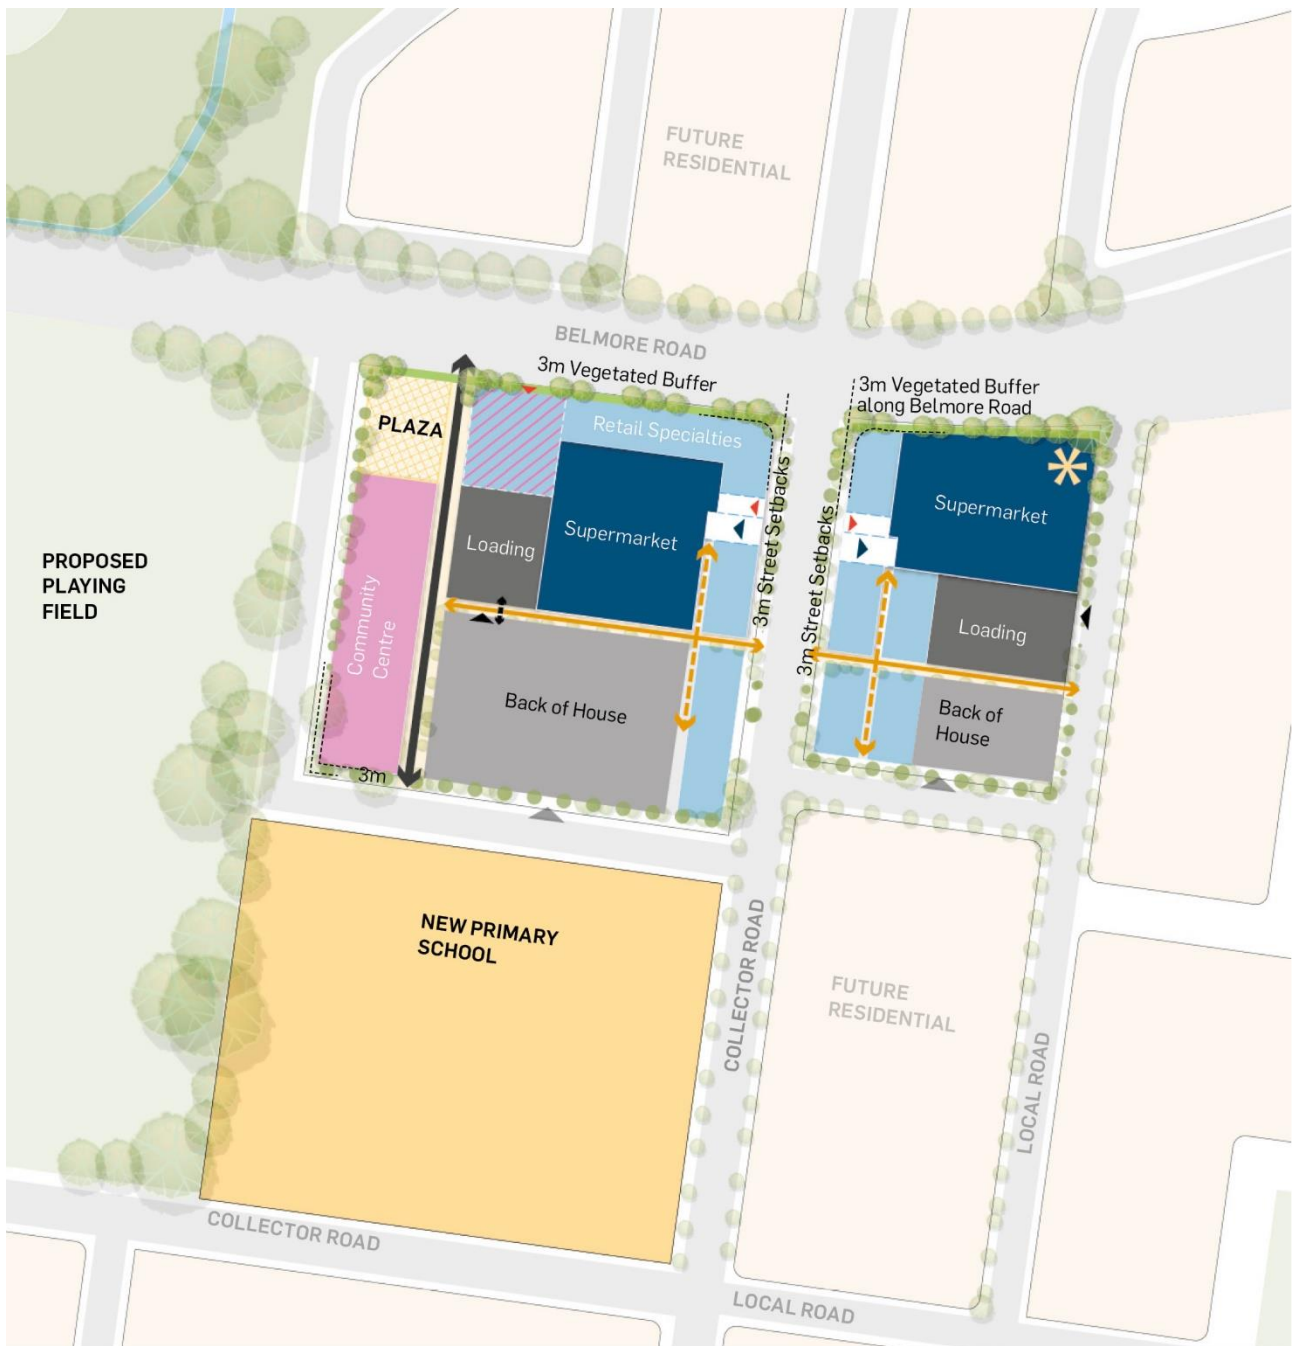 FUTURE
RESIDENTIAL
BELMORE ROAD
3m Vegetated Buffer
3m Vegetated Buffer
along Belmore Road
PLAZA
Retail Specialties
Supermarket
Loading
Supermarket
3m Street Setbacks
3m Street Setbacks
PROPOSED
PLAYING
FIELD
Community
Centre
Loading
Back of House
Back of
House
3m
NEW PRIMARY
SCHOOL
COLLECTOR ROAD
FUTURE
RESIDENTIAL
LOCAL ROAD
COLLECTOR ROAD
LOCAL ROAD